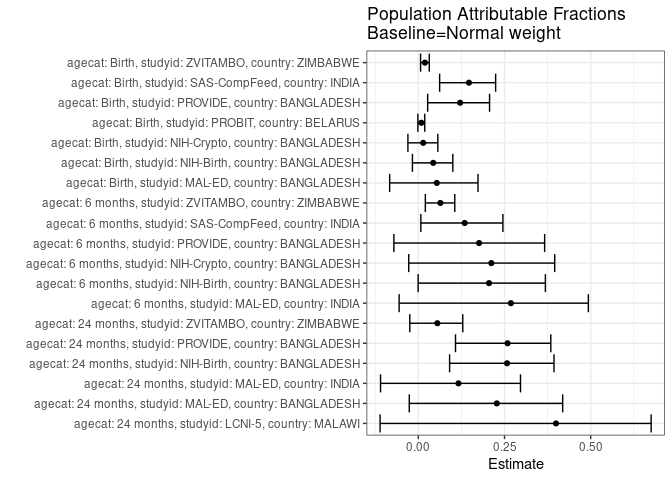 Population Attributable Fractions
Baseline=Normal weight
agecat: Birth, studyid: ZVITAMBO, country: ZIMBABWE
agecat: Birth, studyid: SAS-CompFeed, country: INDIA
agecat: Birth, studyid: PROVIDE, country: BANGLADESH
agecat: Birth, studyid: PROBIT, country: BELARUS
agecat: Birth, studyid: NIH-Crypto, country: BANGLADESH
agecat: Birth, studyid: NIH-Birth, country: BANGLADESH
agecat: Birth, studyid: MAL-ED, country: BANGLADESH
agecat: 6 months, studyid: ZVITAMBO, country: ZIMBABWE
agecat: 6 months, studyid: SAS-CompFeed, country: INDIA
agecat: 6 months, studyid: PROVIDE, country: BANGLADESH
agecat: 6 months, studyid: NIH-Crypto, country: BANGLADESH
agecat: 6 months, studyid: NIH-Birth, country: BANGLADESH
agecat: 6 months, studyid: MAL-ED, country: INDIA
agecat: 24 months, studyid: ZVITAMBO, country: ZIMBABWE
agecat: 24 months, studyid: PROVIDE, country: BANGLADESH
agecat: 24 months, studyid: NIH-Birth, country: BANGLADESH
agecat: 24 months, studyid: MAL-ED, country: INDIA
agecat: 24 months, studyid: MAL-ED, country: BANGLADESH
agecat: 24 months, studyid: LCNI-5, country: MALAWI
0.00 0.25 0.50
Estimate